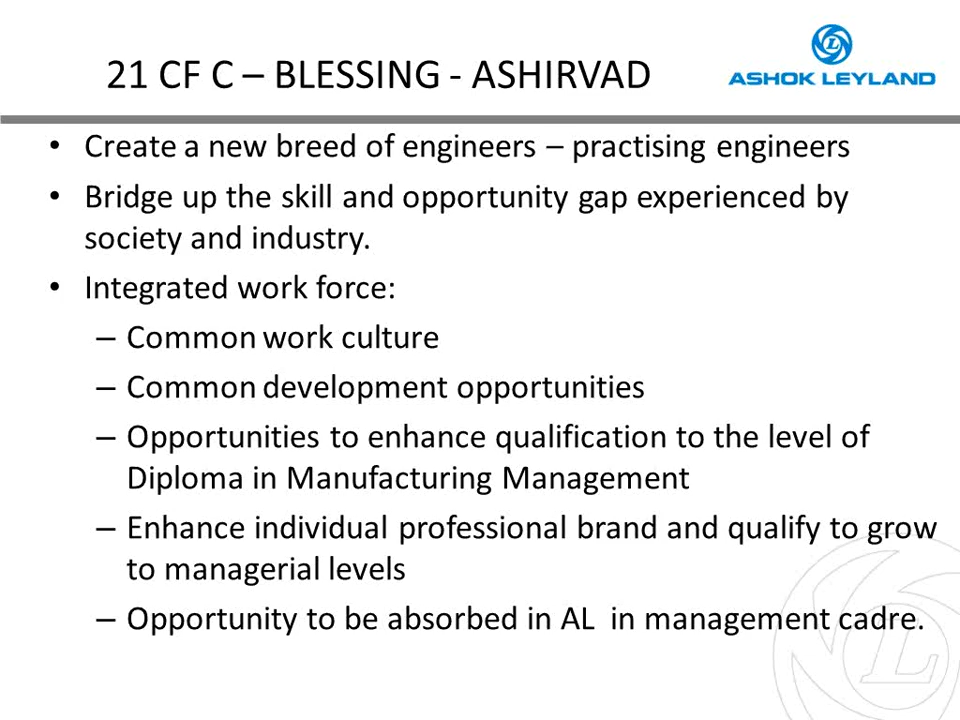 21 CF C – BLESSING - ASHIRVAD
ASHOK LEYLAND
• Create a new breed of engineers – practising engineers
• Bridge up the skill and opportunity gap experienced by
society and industry.
• Integrated work force:
– Common work culture
– Common development opportunities
– Opportunities to enhance qualification to the level of
Diploma in Manufacturing Management
– Enhance individual professional brand and qualify to grow
to managerial levels
– Opportunity to be absorbed in AL  in management cadre.
L
L